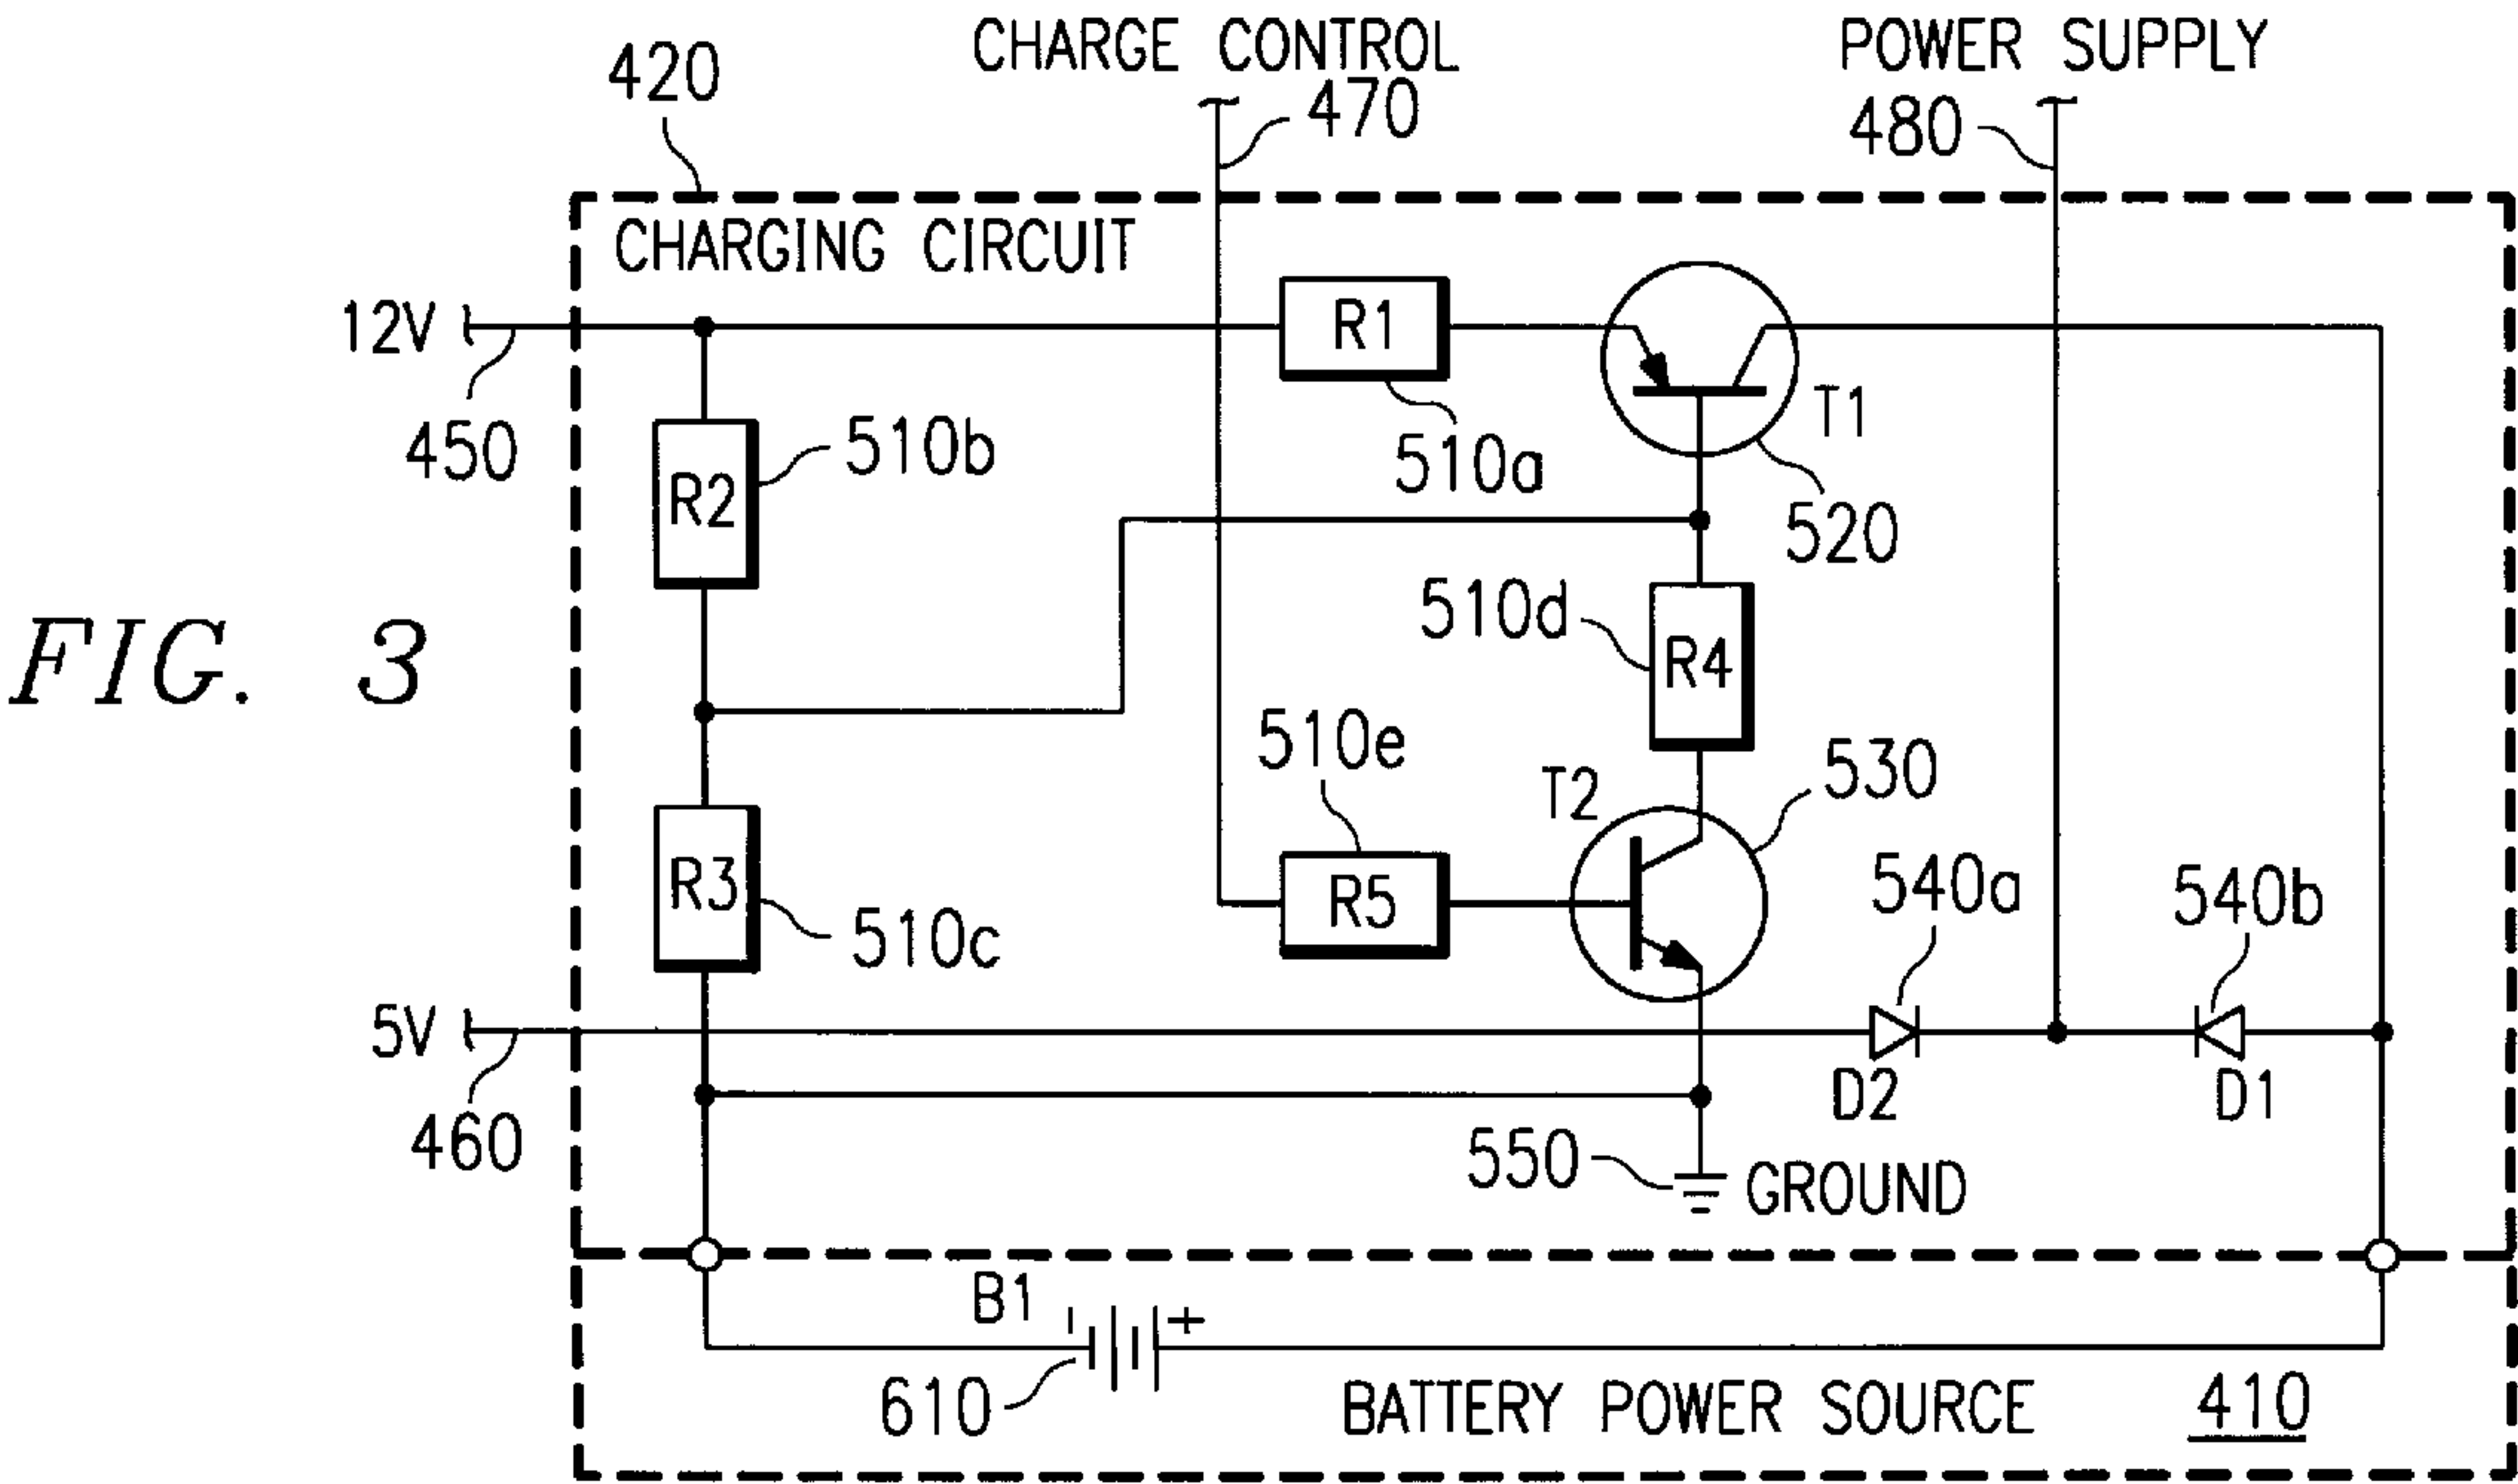 CHARGE CONTROL
POWER SUPPLY
420
470
480
CHARGING CIRCUIT
12V
R1
T1
450
510b
510a
R2
520
510d
FIG. 3
R4
510e
T2
530
R3
R5
540a
540b
510c
5V
D2
D1
460
550
GROUND
B1
- +
610
BATTERY POWER SOURCE
410